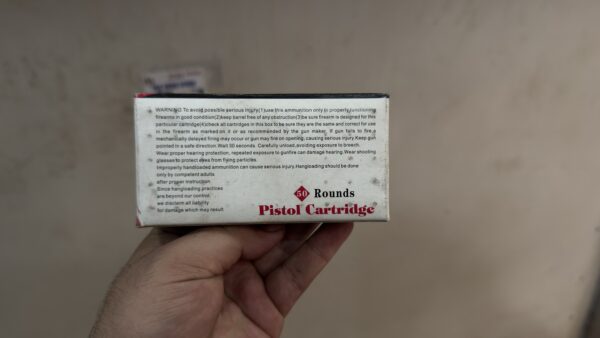 WARNING: To avoid possible serious injury(1)use this ammunition only in properly functioning
firearms in good condition(2)keep barrel free of any obstruction(3)be sure firearm is designed for this
particular cartridge(4)check all cartridges in this box to be sure they are the same and correct for use
in the firearm as marked on it or as recommended by the gun maker. If gun fails to fire,a
mechanically delayed firing may occur or gun may fire on opening, causing serious injury. Keep gun
pointed in a safe direction. Wait 30 seconds. Carefully unload, avoiding exposure to breach.
Wear proper hearing protection, repeated exposure to gunfire can damage hearing. Wear shooting
glasses to protect eyes from flying particles.
Improperly handloaded ammunition can cause serious injury. Hangloading should be done
only by competent adults
after proper instruction.
Since hangloading practices
are beyond our control.
we disclaim all liability
for damage which may result.
50 Rounds
Pistol Cartridge